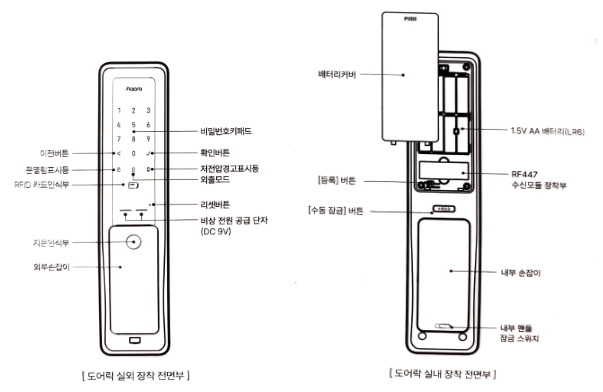 Aqara
1 2 3
4 5 6
7 8 9
< 0 ✓
비밀번호키패드
이전버튼
확인버튼
문열림표시등
저전압경고표시등
외출모드
RFID 카드인식부
리셋버튼
비상 전원 공급 단자
(DC 9V)
지문인식부
외부손잡이
[ 도어락 실외 장착 전면부 ]
PUSH
배터리커버
1.5V AA 배터리(LR6)
RF447
수신모듈 장착부
[등록] 버튼
[수동 잠금] 버튼
내부 손잡이
내부 핸들
잠금 스위치
[ 도어락 실내 장착 전면부 ]